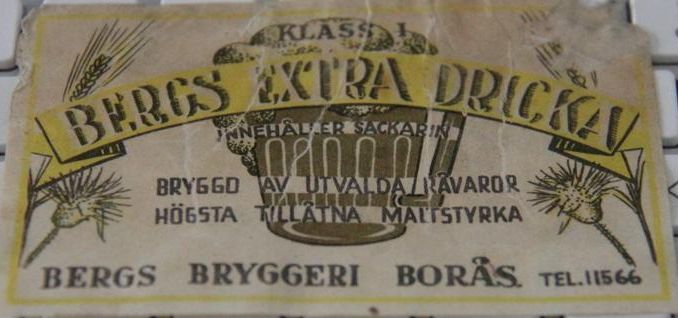 KLASS I
BERGS EXTRA DRICKA
INNEHÅLLER SACKARIN
BRYGGD AV UTVALDA RÅVAROR
HÖGSTA TILLÅTNA MALTSTYRKA
BERGS BRYGGERI BORÅS. TEL. 11566